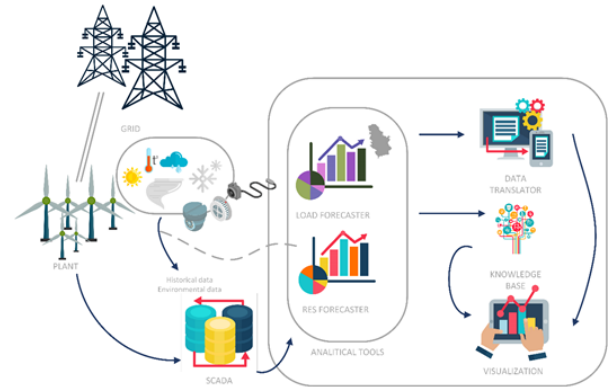 GRID
LOAD FORECASTER
DATA
TRANSLATOR
PLANT
Historical data
Environmental data
RES FORECASTER
KNOWLEDGE
BASE
ANALITICAL TOOLS
SCADA
VISUALIZATION